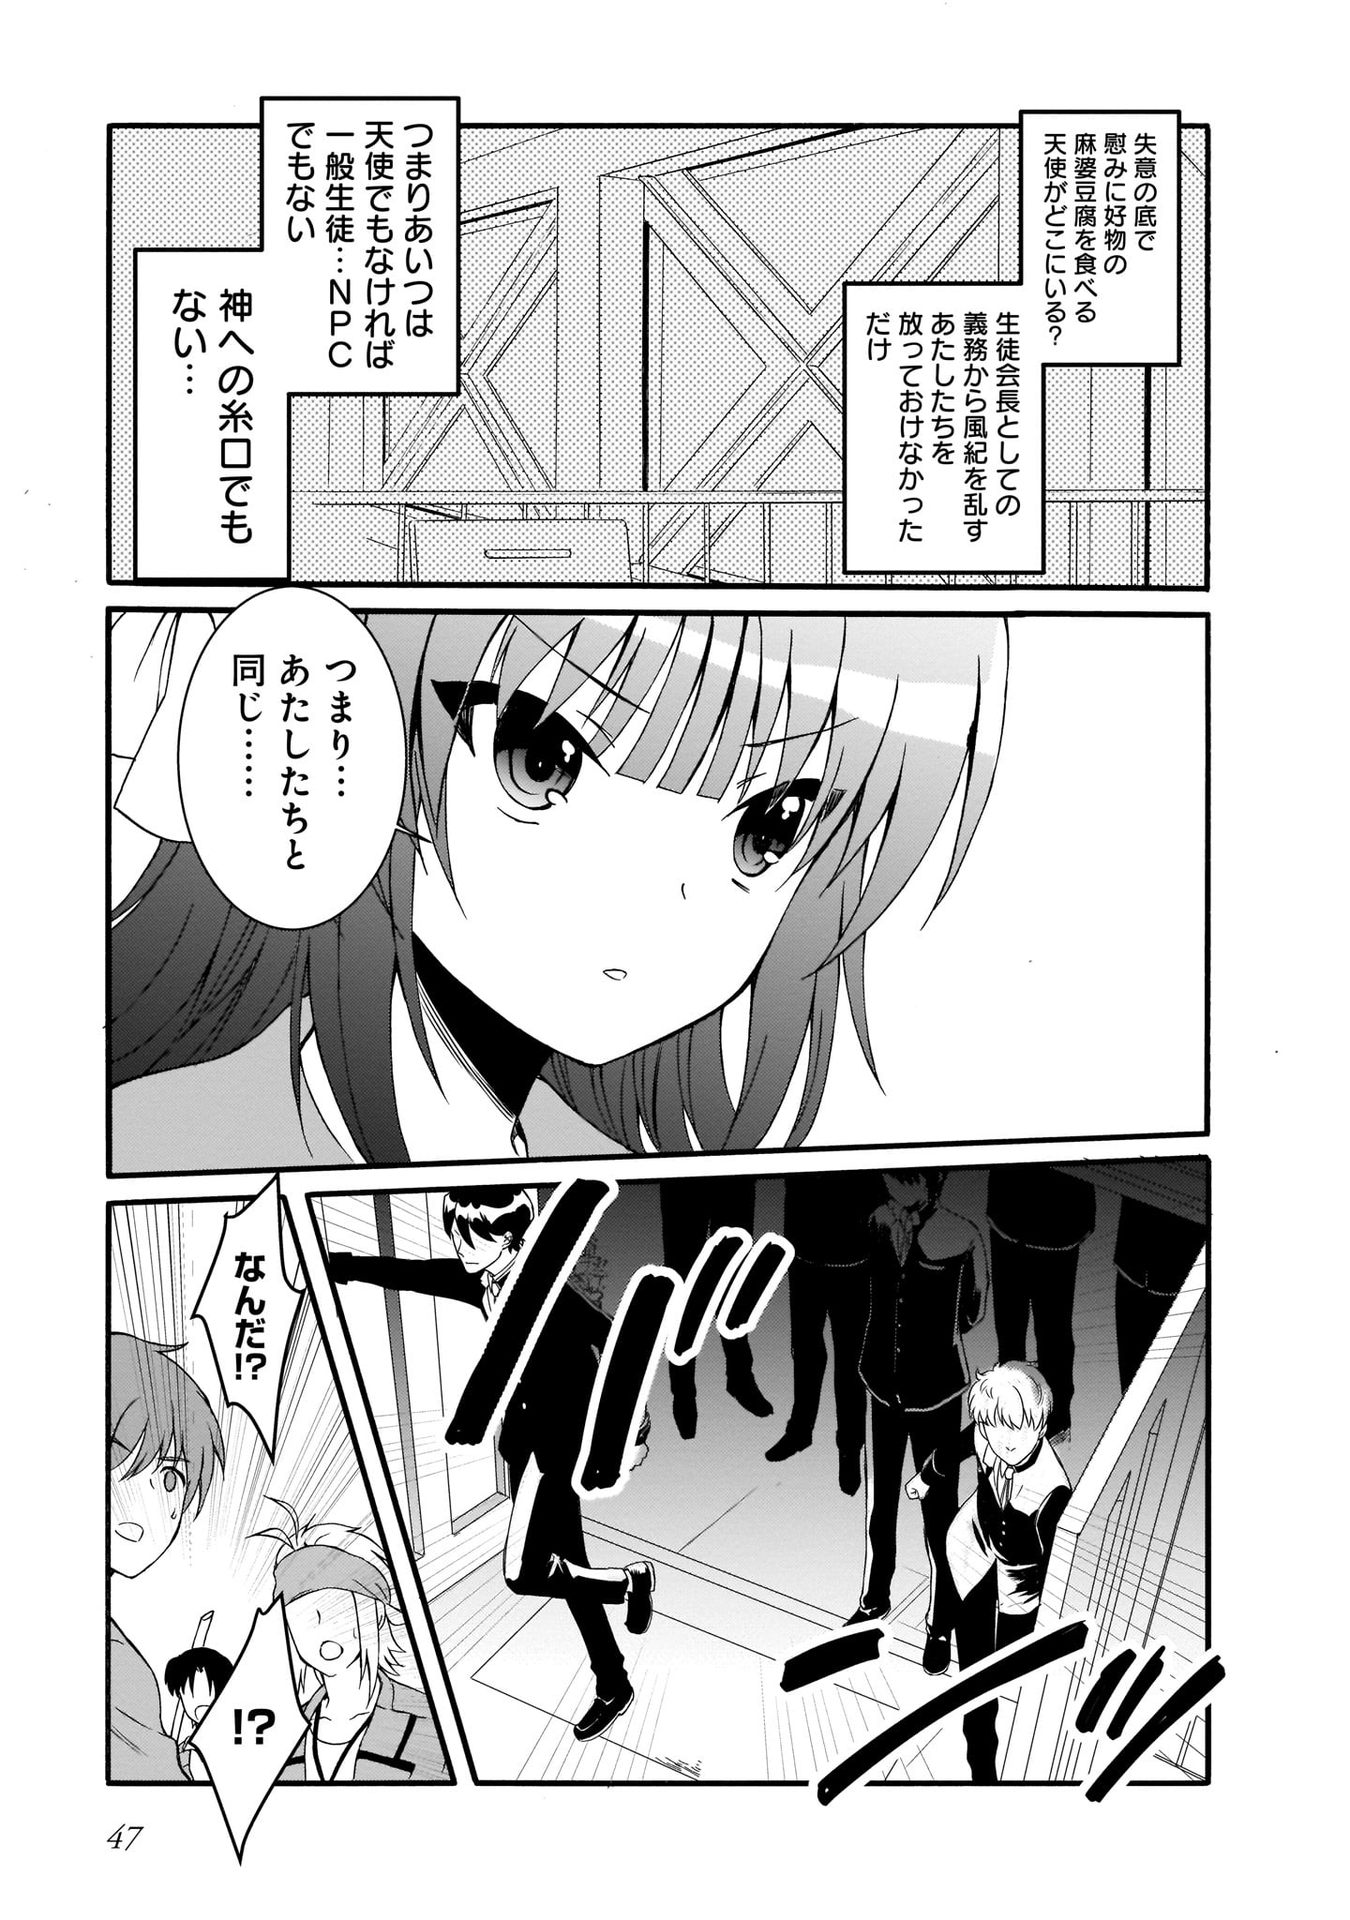 失意の底で
慰みに好物の
麻婆豆腐を食べる
天使がどこにいる？
生徒会長としての
義務から風紀を乱す
あたしたちを
放っておけなかった
だけ
つまりあいつは
天使でもなければ
一般生徒…NPC
でもない
神への糸口でも
ない…
つまり…
あたしたちと
同じ……
ゾンゾ
バン
なんだ!?
!?
47